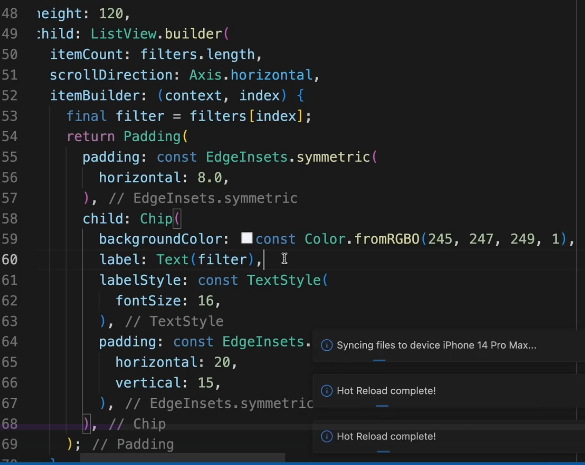 48 height: 120,
49 child: ListView.builder(
50 itemCount: filters.length,
51 scrollDirection: Axis.horizontal,
52 itemBuilder: (context, index) {
53 final filter = filters[index];
54 return Padding(
55 padding: const EdgeInsets.symmetric(
56 horizontal: 8.0,
57 ), // EdgeInsets.symmetric
58 child: Chip(
59 backgroundColor: const Color.fromRGBO(245, 247, 249, 1),
60 label: Text(filter),
61 labelStyle: const TextStyle(
62 fontSize: 16,
63 ), // TextStyle
64 padding: const EdgeInsets.
65 horizontal: 20,
66 vertical: 15,
67 ), // EdgeInsets.symmetric
68 ), // Chip
69 ); // Padding
Syncing files to device iPhone 14 Pro Max...
Hot Reload complete!
Hot Reload complete!